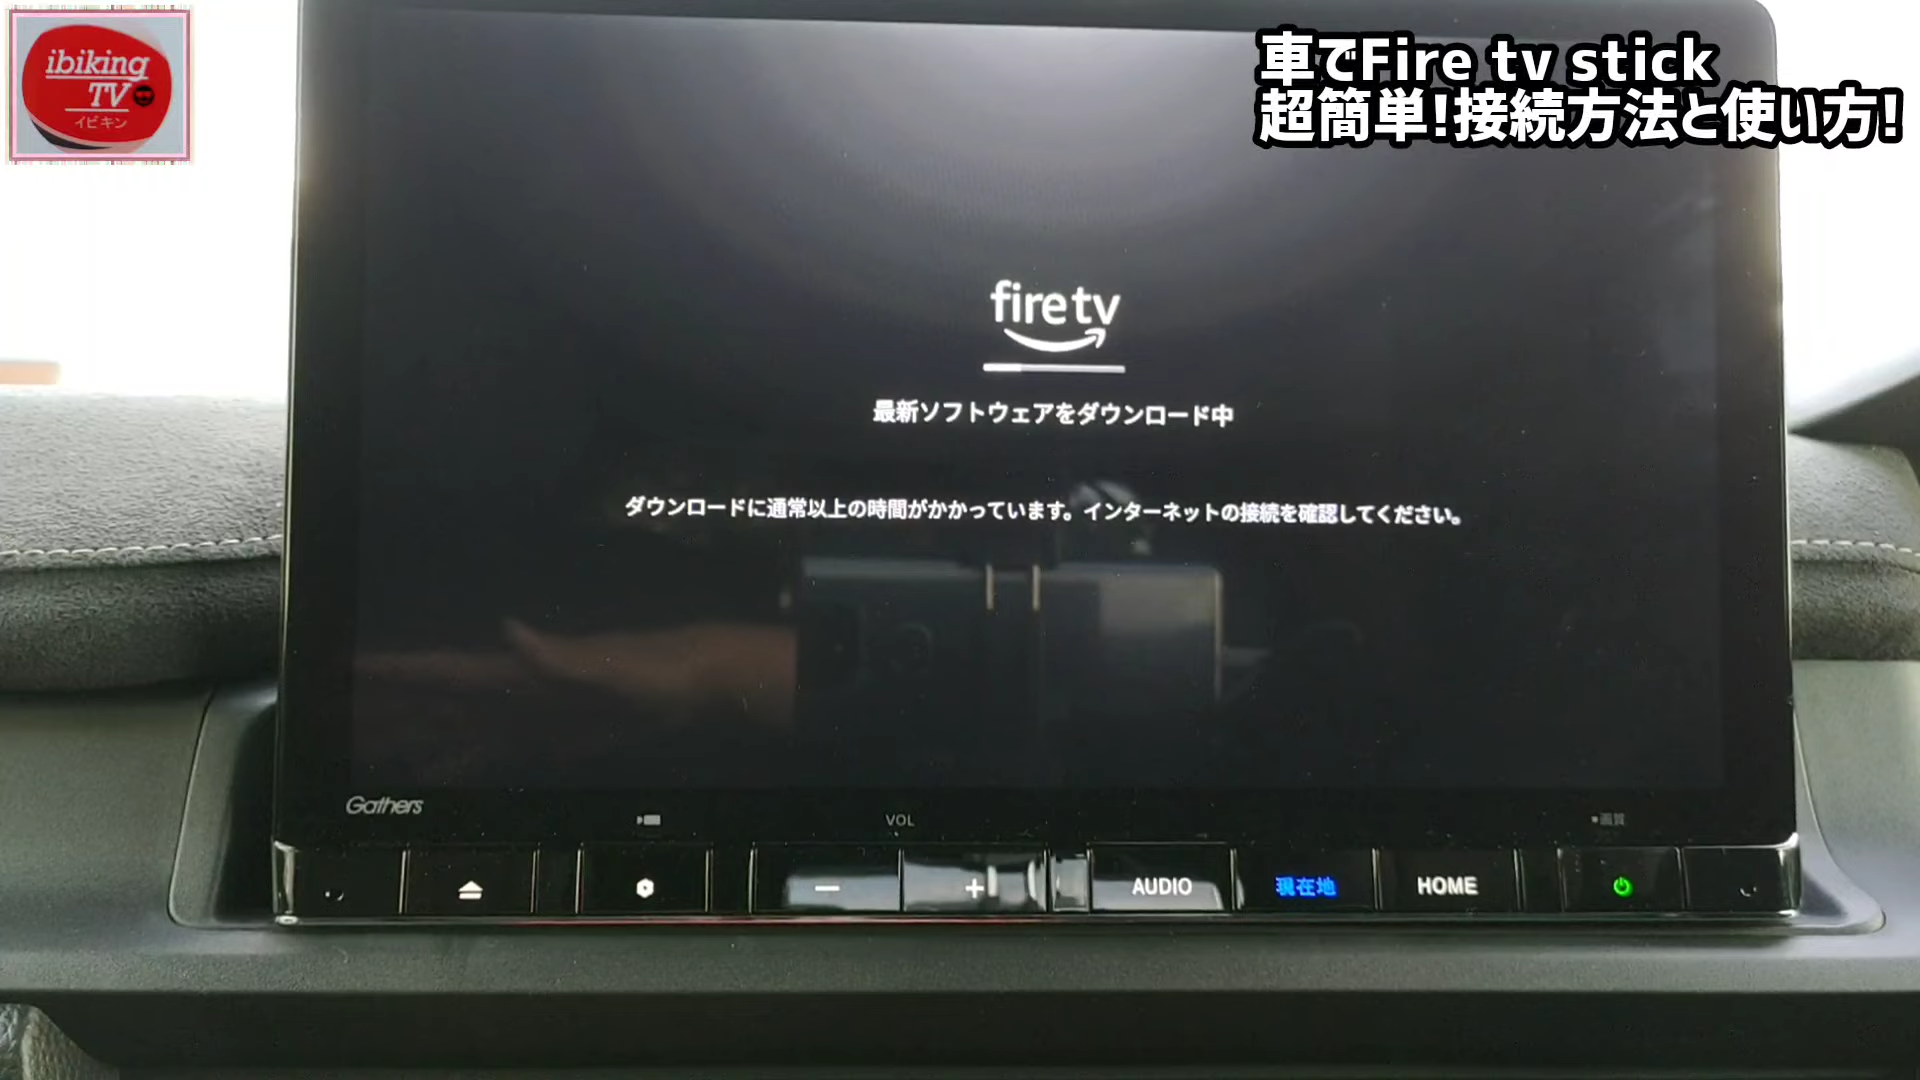 ibiking
TV
イビキン
車でFire tv stick
超簡単!接続方法と使い方!
fire tv
最新ソフトウェアをダウンロード中
ダウンロードに通常以上の時間がかかっています。インターネットの接続を確認してください。
Gathers
VOL
画質
AUDIO
現在地
HOME